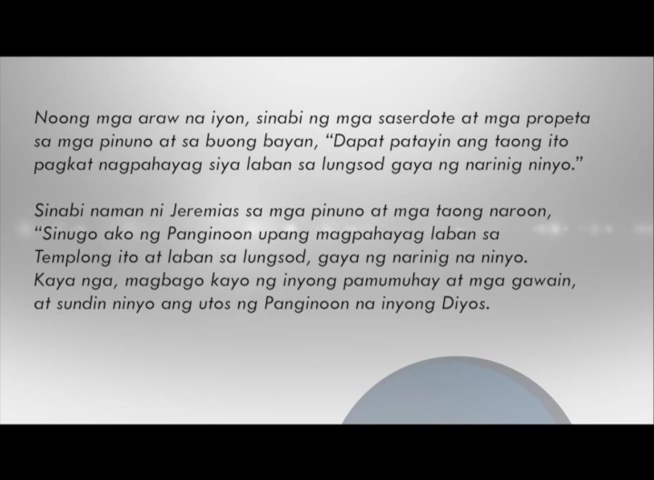 Noong mga araw na iyon, sinabi ng mga saserdote at mga propeta
sa mga pinuno at sa buong bayan, “Dapat patayin ang taong ito
pagkat nagpahayag siya laban sa lungsod gaya ng narinig ninyo.”
Sinabi naman ni Jeremias sa mga pinuno at mga taong naroon,
“Sinugo ako ng Panginoon upang magpahayag laban sa
Templong ito at laban sa lungsod, gaya ng narinig na ninyo.
Kaya nga, magbago kayo ng inyong pamumuhay at mga gawain,
at sundin ninyo ang utos ng Panginoon na inyong Diyos.